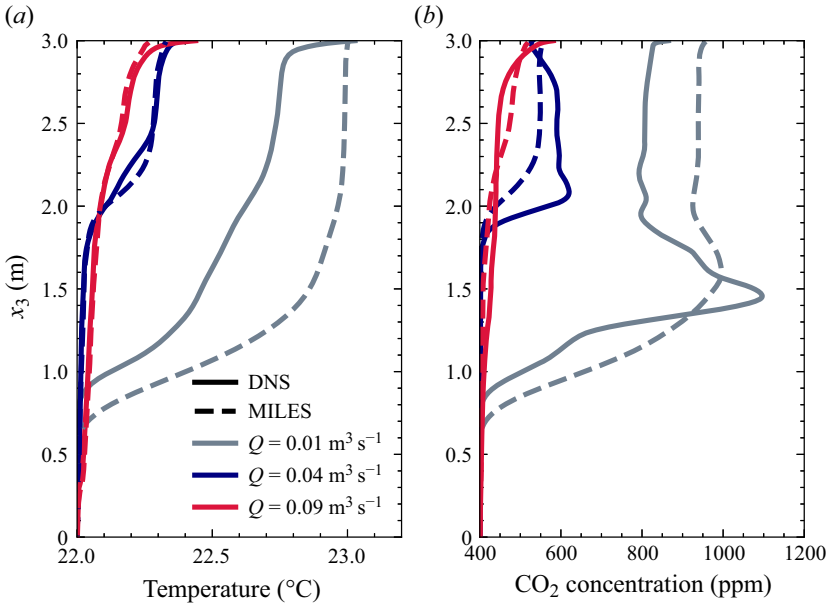 (a)
(b)
3.0
2.5
2.0
1.5
1.0
0.5
0
x₃ (m)
DNS
MILES
Q = 0.01 m³ s⁻¹
Q = 0.04 m³ s⁻¹
Q = 0.09 m³ s⁻¹
22.0 22.5 23.0
Temperature (°C)
3.0
2.5
2.0
1.5
1.0
0.5
0
400 600 800 1000 1200
CO₂ concentration (ppm)